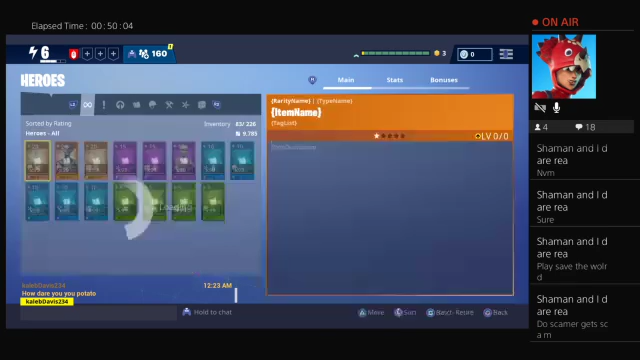 Elapsed Time : 00 : 50 : 04
ON AIR
6
160
3
0
HEROES
Main
Stats
Bonuses
Sorted by Rating
Inventory 83/ 226
Heroes - All
9,785
{RarityName} | {TypeName}
{ItemName}
{TagList}
LV 0/0
4
18
Shaman and I d
are rea
Nvm
Shaman and I d
are rea
Sure
Shaman and I d
are rea
Play save the wolr
d
Shaman and I d
are rea
Do scamer gets sc
a m
kalebDavis234
12:23 AM
How dare you you potato
kalebDavis234
Hold to chat
Move
Sort
Back